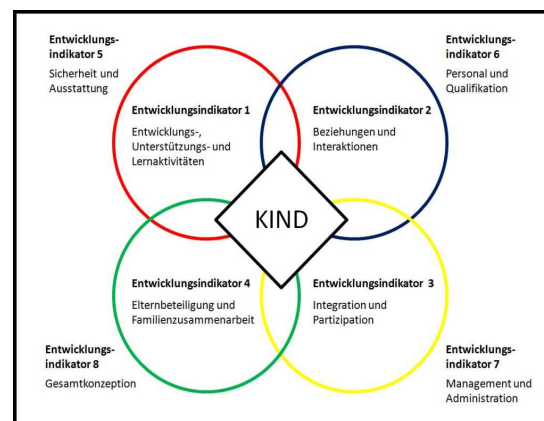 Entwicklungs-
indikator 5
Sicherheit und
Ausstattung
Entwicklungs-
indikator 6
Personal und
Qualifikation
Entwicklungsindikator 1
Entwicklungs-,
Unterstützungs- und
Lernaktivitäten
Entwicklungsindikator 2
Beziehungen und
Interaktionen
KIND
Entwicklungsindikator 4
Elternbeteiligung und
Familienzusammenarbeit
Entwicklungsindikator 3
Integration und
Partizipation
Entwicklungs-
indikator 8
Gesamtkonzeption
Entwicklungs-
indikator 7
Management und
Administration